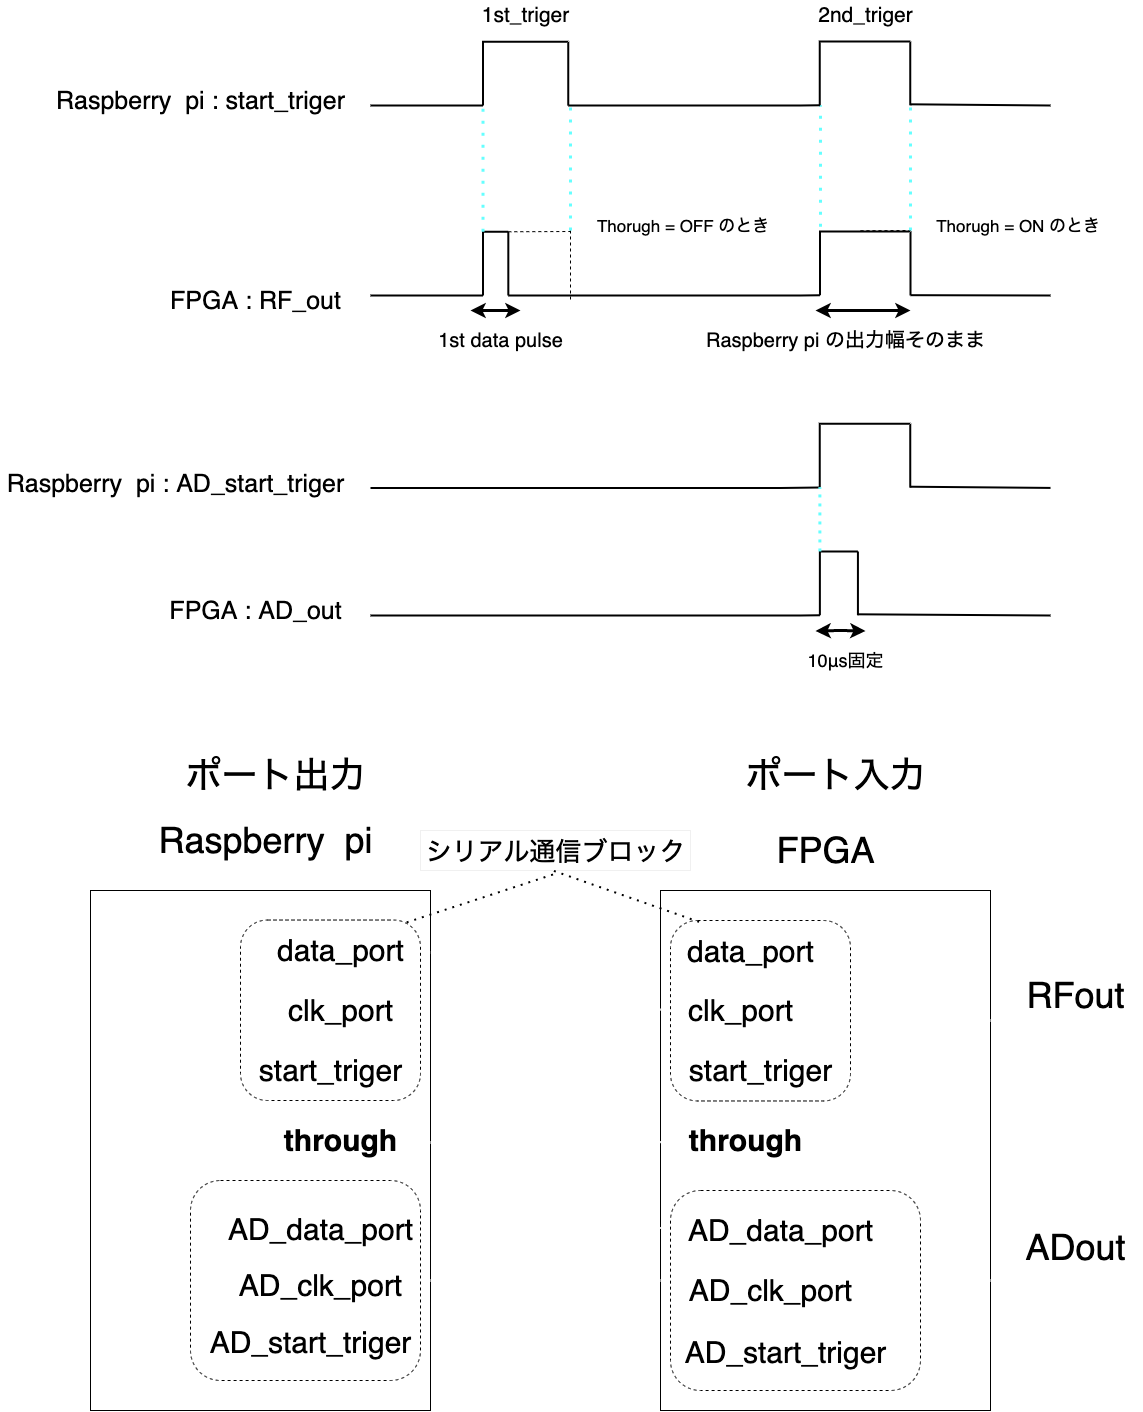 1st_triger
2nd_triger
Raspberry pi : start_triger
Thorugh = OFF のとき
Thorugh = ON のとき
FPGA : RF_out
1st data pulse
Raspberry pi の出力幅そのまま
Raspberry pi : AD_start_triger
FPGA : AD_out
10μs固定
ポート出力
ポート入力
Raspberry pi
シリアル通信ブロック
FPGA
data_port
clk_port
start_triger
through
AD_data_port
AD_clk_port
AD_start_triger
data_port
clk_port
start_triger
through
AD_data_port
AD_clk_port
AD_start_triger
RFout
ADout